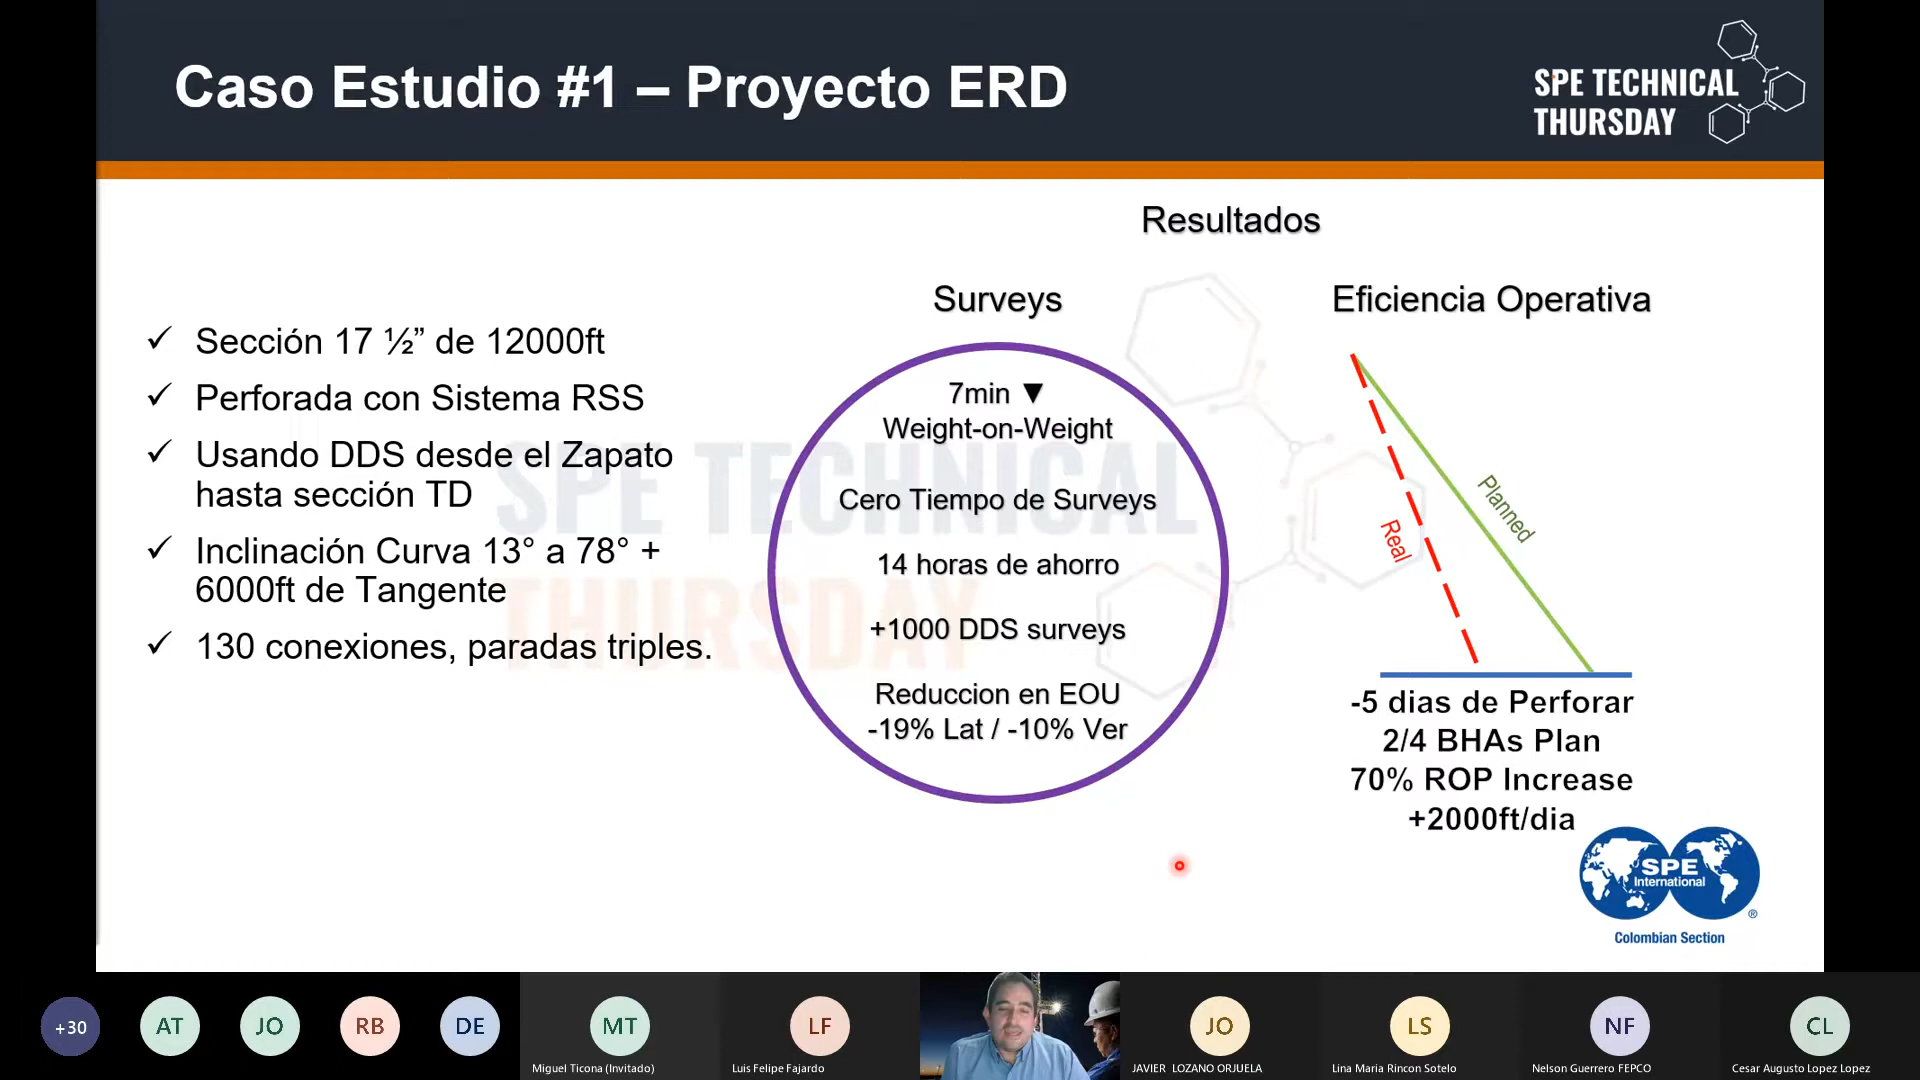 Caso Estudio #1 – Proyecto ERD
SPE TECHNICAL
THURSDAY
Resultados
Surveys
Eficiencia Operativa
✓ Sección 17 ½” de 12000ft
✓ Perforada con Sistema RSS
✓ Usando DDS desde el Zapato
hasta sección TD
✓ Inclinación Curva 13° a 78° +
6000ft de Tangente
✓ 130 conexiones, paradas triples.
7min ▼
Weight-on-Weight
Cero Tiempo de Surveys
14 horas de ahorro
+1000 DDS surveys
Reduccion en EOU
-19% Lat / -10% Ver
Real
Planned
-5 dias de Perforar
2/4 BHAs Plan
70% ROP Increase
+2000ft/dia
SPE TECHNICAL
THURSDAY
SPE
International
®
Colombian Section
+30
AT
JO
RB
DE
MT
Miguel Ticona (Invitado)
LF
Luis Felipe Fajardo
JO
JAVIER LOZANO ORJUELA
LS
Lina Maria Rincon Sotelo
NF
Nelson Guerrero FEPCO
CL
Cesar Augusto Lopez Lopez